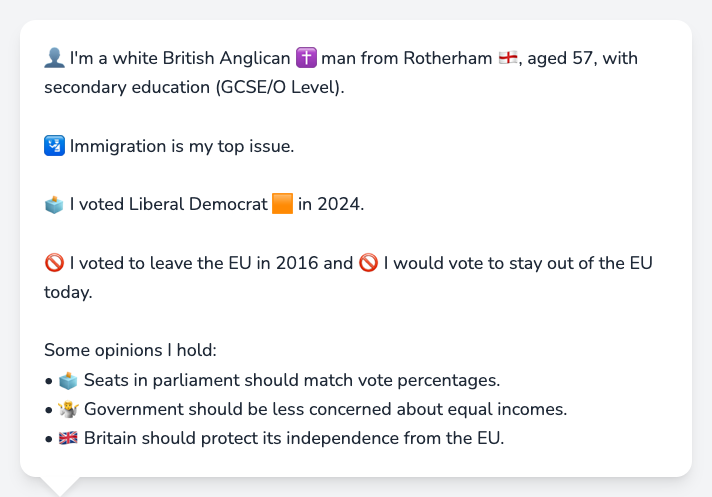 👤 I'm a white British Anglican ✝️ man from Rotherham 🏴󠁧󠁢󠁥󠁮󠁧󠁿, aged 57, with
secondary education (GCSE/O Level).
🛂 Immigration is my top issue.
🗳️ I voted Liberal Democrat 🟧 in 2024.
🚫 I voted to leave the EU in 2016 and 🚫 I would vote to stay out of the EU
today.
Some opinions I hold:
• 🗳️ Seats in parliament should match vote percentages.
• 🤷 Government should be less concerned about equal incomes.
• 🇬🇧 Britain should protect its independence from the EU.